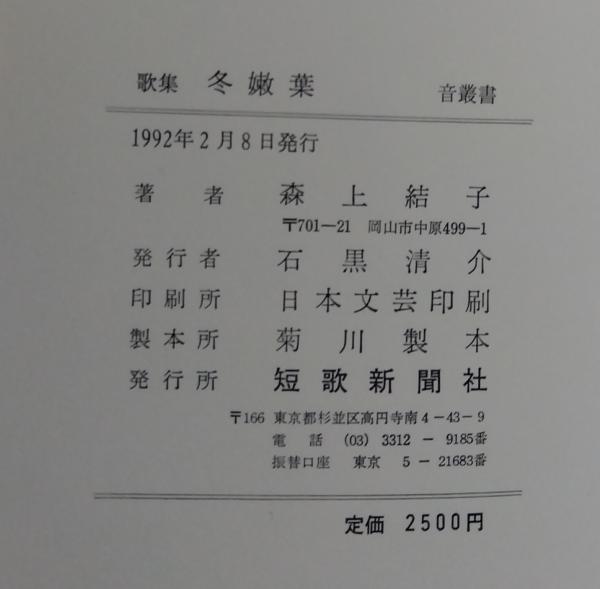 歌集 冬嫩葉 音叢書
1992年2月8日発行
著者 森上結子
〒701―21 岡山市中原499―1
発行者 石黒清介
印刷所 日本文芸印刷
製本所 菊川製本
発行所 短歌新聞社
〒166 東京都杉並区高円寺南4－43－9
電話 (03) 3312－9185番
振替口座 東京 5－21683番
定価 2500円